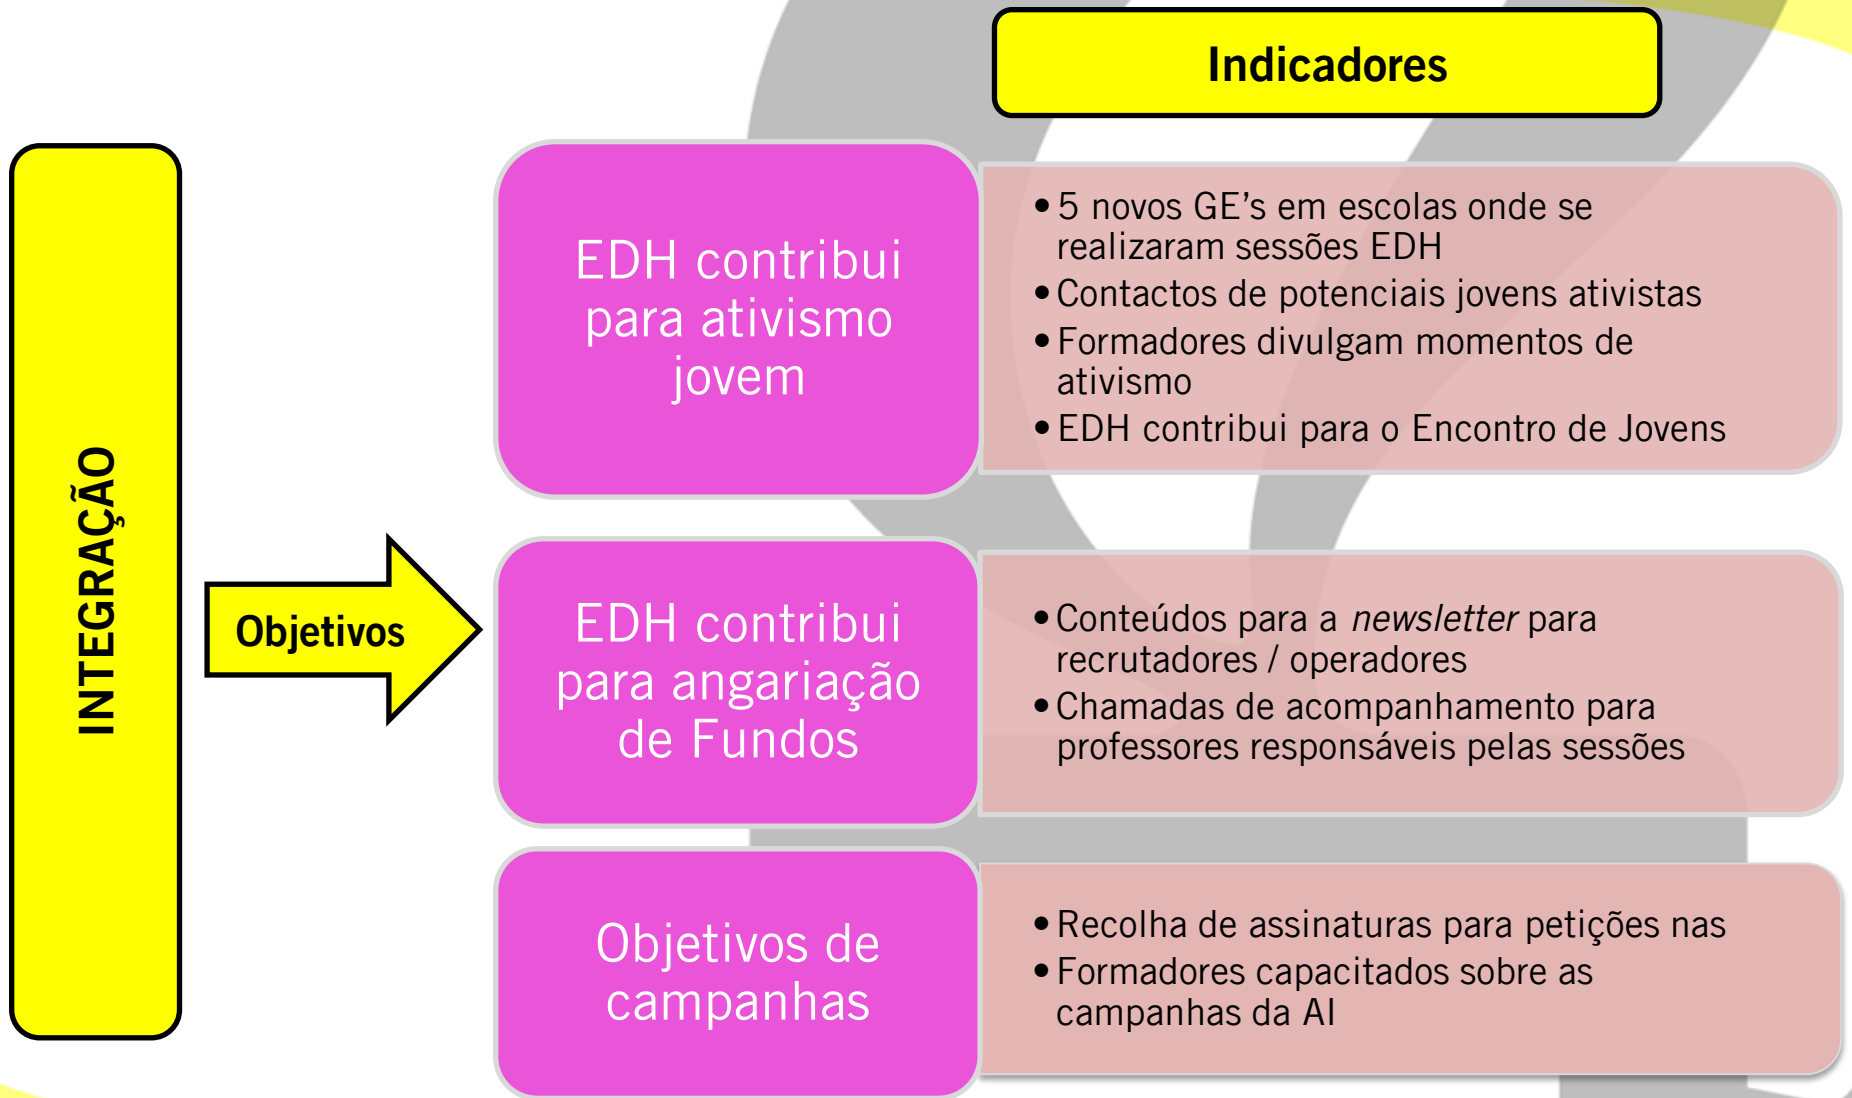 Indicadores
INTEGRAÇÃO
Objetivos
EDH contribui
para ativismo
jovem
•5 novos GE’s em escolas onde se
realizaram sessões EDH
•Contactos de potenciais jovens ativistas
•Formadores divulgam momentos de
ativismo
•EDH contribui para o Encontro de Jovens
EDH contribui
para angariação
de Fundos
•Conteúdos para a newsletter para
recrutadores / operadores
•Chamadas de acompanhamento para
professores responsáveis pelas sessões
Objetivos de
campanhas
•Recolha de assinaturas para petições nas
•Formadores capacitados sobre as
campanhas da AI